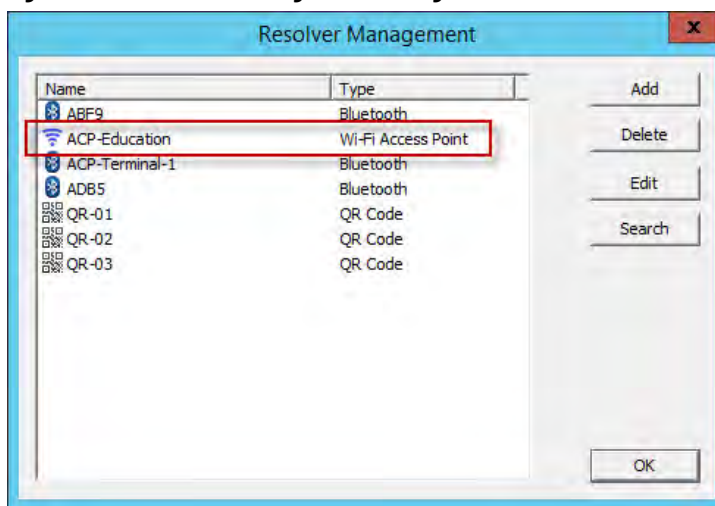 Resolver Management
x
Name Type
ABF9 Bluetooth
ACP-Education Wi-Fi Access Point
ACP-Terminal-1 Bluetooth
ADB5 Bluetooth
QR-01 QR Code
QR-02 QR Code
QR-03 QR Code
Add
Delete
Edit
Search
OK